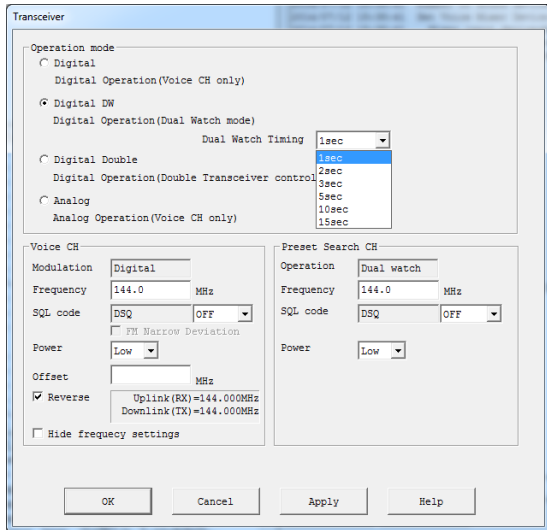 Transceiver
Operation mode
Digital
Digital Operation(Voice CH only)
Digital DW
Digital Operation(Dual Watch mode)
Dual Watch Timing 1sec
1sec
2sec
3sec
5sec
10sec
15sec
Digital Double
Digital Operation(Double Transceiver control
Analog
Analog Operation(Voice CH only)
Voice CH
Modulation Digital
Frequency 144.0 MHz
SQL code DSQ OFF
FM Narrow Deviation
Power Low
Offset MHz
Reverse Uplink(RX)=144.000MHz
Downlink(TX)=144.000MHz
Hide frequecy settings
Preset Search CH
Operation Dual watch
Frequency 144.0 MHz
SQL code DSQ OFF
Power Low
OK Cancel Apply Help